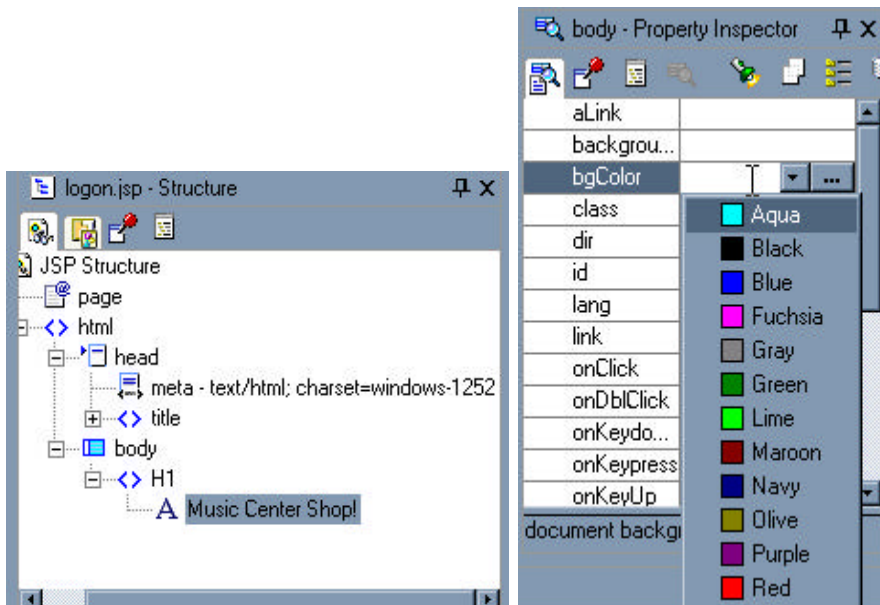 logon.jsp - Structure
JSP Structure
page
html
head
meta - text/html; charset=windows-1252
title
body
H1
Music Center Shop!
body - Property Inspector
aLink
backgrou...
bgColor
...
class
dir
id
lang
link
onClick
onDblClick
onKeydo...
onKeypress
onKeyUp
document backgr
Aqua
Black
Blue
Fuchsia
Gray
Green
Lime
Maroon
Navy
Olive
Purple
Red